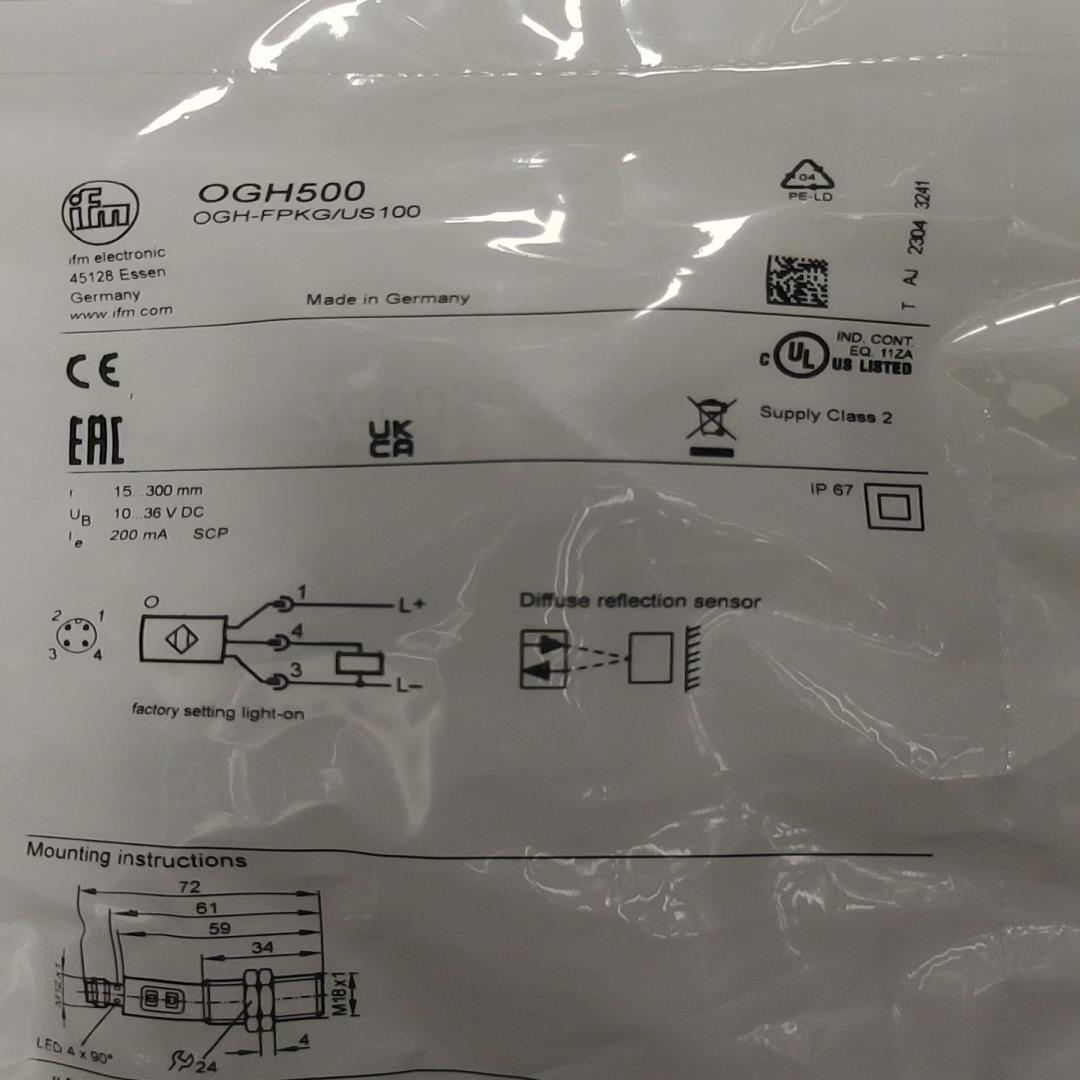 ifm
OGH500
OGH-FPKG/US100
ifm electronic
45128 Essen
Germany
www.ifm.com
Made in Germany
04
PE-LD
T AJ 2304 3241
CE
C UL US LISTED
IND. CONT.
EQ. 11ZA
EAC
UK
CA
Supply Class 2
r 15...300 mm
UB 10...36 V DC
Ie 200 mA SCP
IP 67
2 1
3 4
O
1 L+
4
3 L-
factory setting light-on
Diffuse reflection sensor
Mounting instructions
72
61
59
34
M12x1
M18x1
LED 4 x 90°
24
4